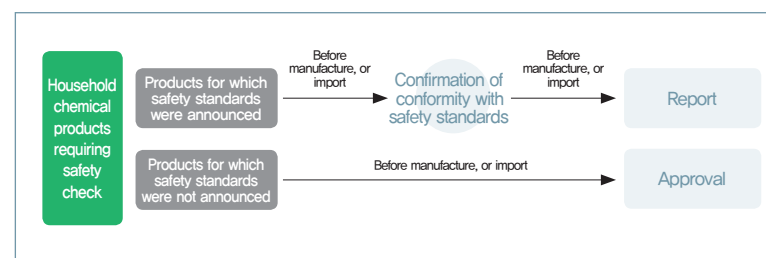 Household
chemical
products
requiring
safety
check
Products for which
safety standards
were announced
Before
manufacture, or
import
Confirmation of
conformity with
safety standards
Before
manufacture, or
import
Report
Products for which
safety standards
were not announced
Before manufacture, or import
Approval